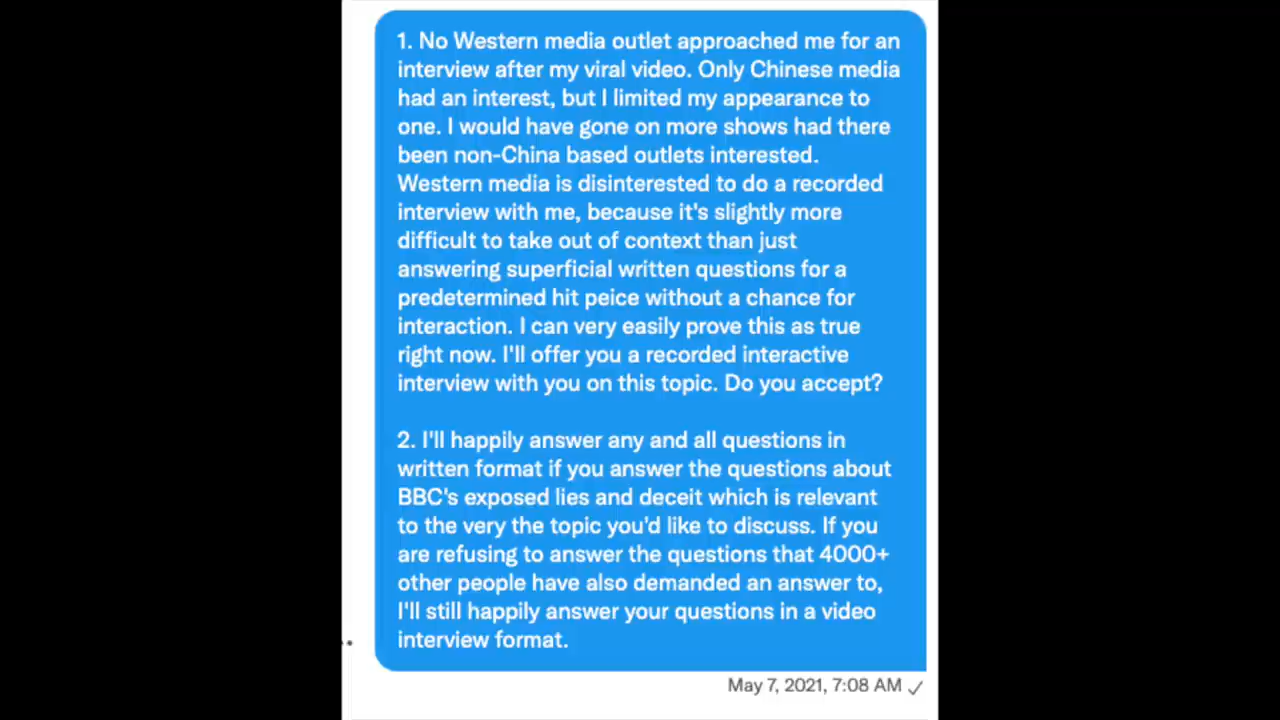 1. No Western media outlet approached me for an
interview after my viral video. Only Chinese media
had an interest, but I limited my appearance to
one. I would have gone on more shows had there
been non-China based outlets interested.
Western media is disinterested to do a recorded
interview with me, because it's slightly more
difficult to take out of context than just
answering superficial written questions for a
predetermined hit peice without a chance for
interaction. I can very easily prove this as true
right now. I'll offer you a recorded interactive
interview with you on this topic. Do you accept?
2. I'll happily answer any and all questions in
written format if you answer the questions about
BBC's exposed lies and deceit which is relevant
to the very the topic you'd like to discuss. If you
are refusing to answer the questions that 4000+
other people have also demanded an answer to,
I'll still happily answer your questions in a video
interview format.
May 7, 2021, 7:08 AM